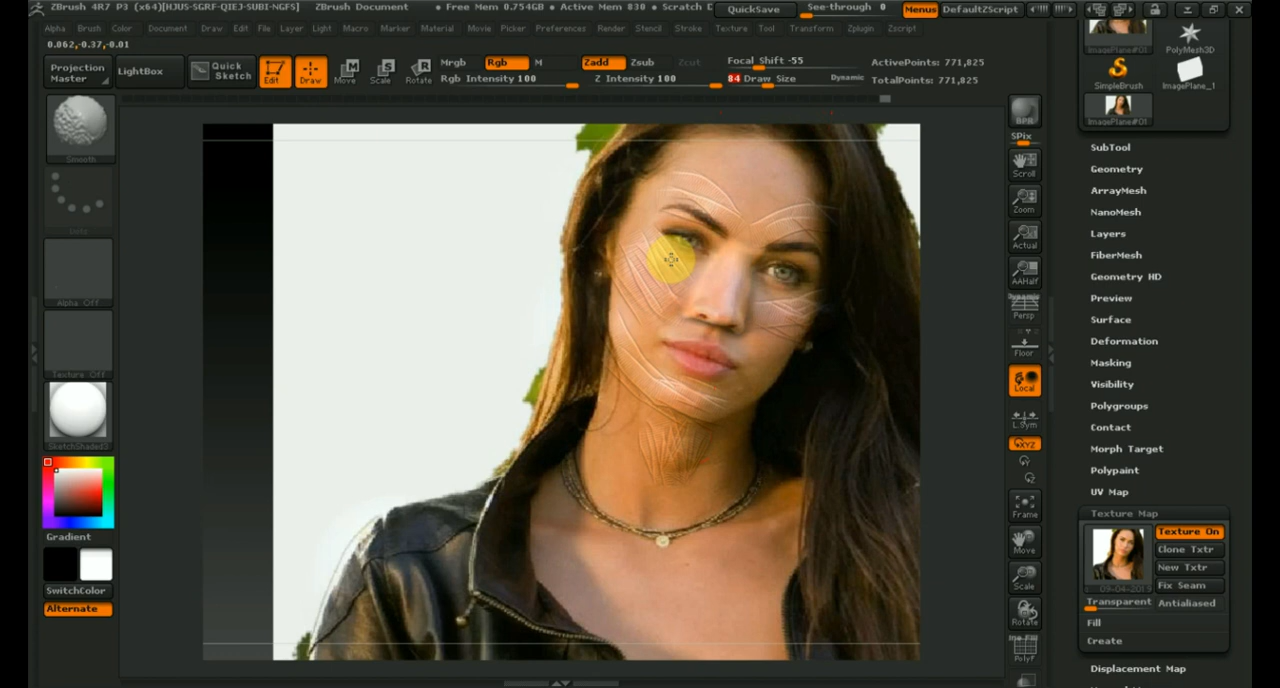 ZBrush 4R7 P3 (x64)[HJUS-SGRF-QIEJ-SUBI-NGFS] ZBrush Document • Free Mem 0.754GB • Active Mem 830 • Scratch D QuickSave See-through 0 Menus DefaultZScript
Alpha Brush Color Document Draw Edit File Layer Light Macro Marker Material Movie Picker Preferences Render Stencil Stroke Texture Tool Transform Zplugin Zscript
0.062,-0.37,-0.01
Projection Master
LightBox
Quick Sketch
Edit
Draw
Move
Scale
Rotate
Mrgb Rgb M
Rgb Intensity 100
Zadd Zsub Zcut
Z Intensity 100
Focal Shift -55
84 Draw Size Dynamic
ActivePoints: 771,825
TotalPoints: 771,825
Smooth
Dots
Alpha Off
Texture Off
Gradient
SwitchColor
Alternate
BPR
SPix
Scroll
Zoom
Actual
AAHalf
Dynamic
Persp
Floor
Local
L.Sym
XYZ
Frame
Move
Scale
Rotate
PolyF
PolyMesh3D
SimpleBrush ImagePlane_1
SubTool
Geometry
ArrayMesh
NanoMesh
Layers
FiberMesh
Geometry HD
Preview
Surface
Deformation
Masking
Visibility
Polygroups
Contact
Morph Target
Polypaint
UV Map
Texture Map
Texture On
Clone Txtr
New Txtr
Fix Seam
Transparent Antialiased
Fill
Create
Displacement Map